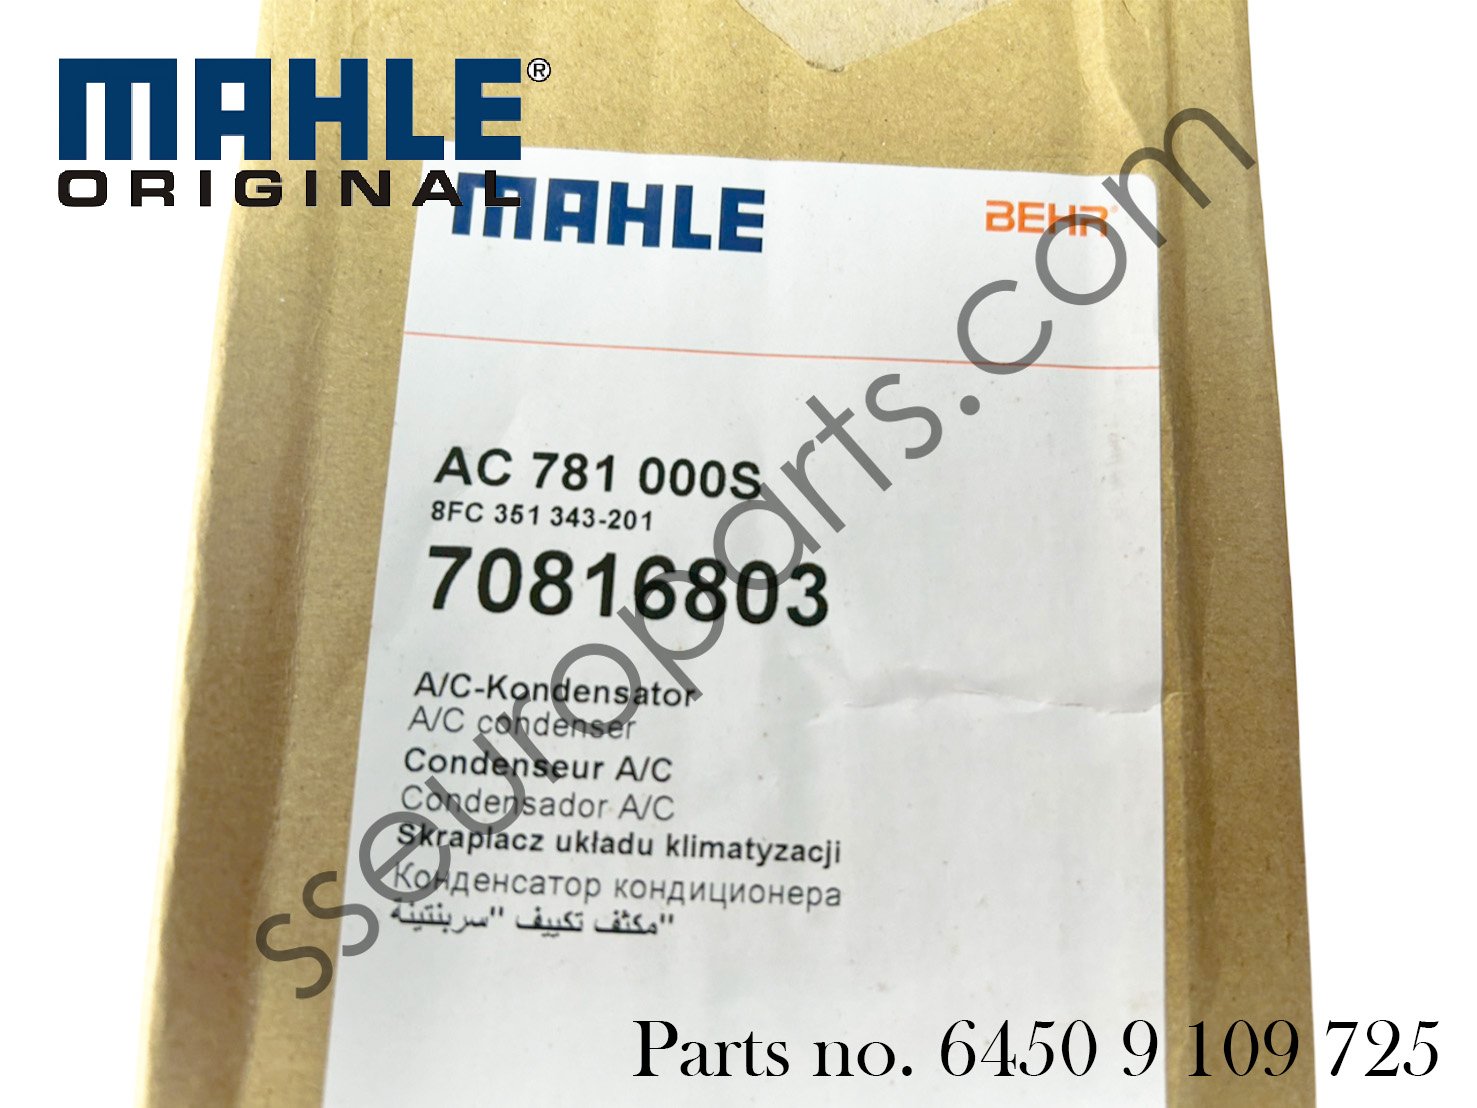 MAHLE®
ORIGINAL
MAHLE
BEHR®
AC 781 000S
8FC 351 343-201
70816803
A/C-Kondensator
A/C condenser
Condenseur A/C
Condensador A/C
Skraplacz układu klimatyzacji
Конденсатор кондиционера
مكثف تكييف "سربنتينة"
sseuroparts.com
Parts no. 6450 9 109 725